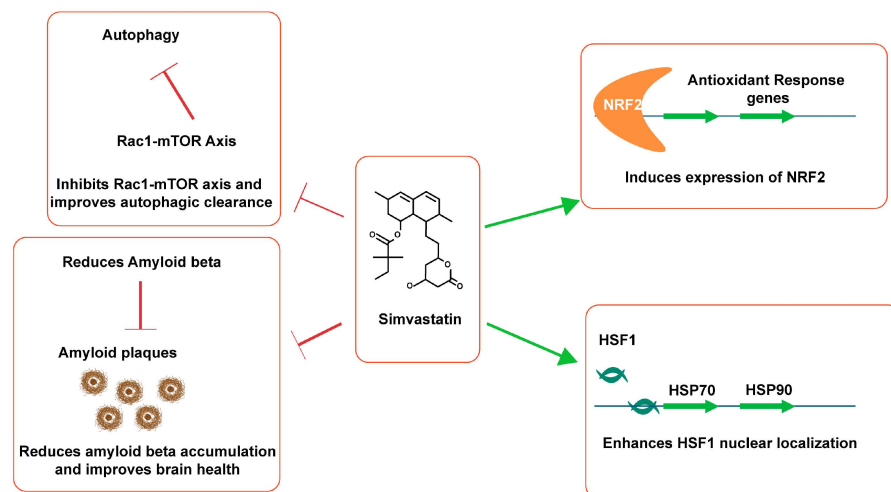 Autophagy
Rac1-mTOR Axis
Inhibits Rac1-mTOR axis and
improves autophagic clearance
Reduces Amyloid beta
Amyloid plaques
Reduces amyloid beta accumulation
and improves brain health
O
O
O
O
O
Simvastatin
NRF2
Antioxidant Response
genes
Induces expression of NRF2
HSF1
HSP70
HSP90
Enhances HSF1 nuclear localization